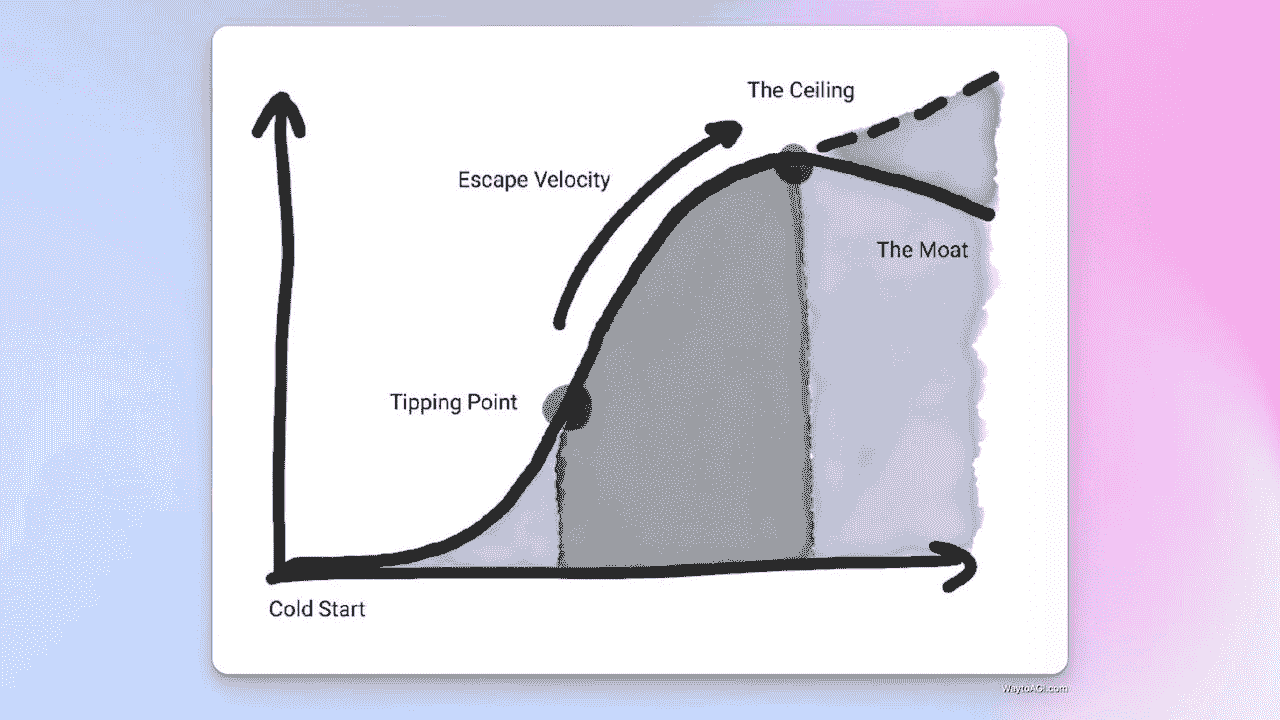 The Ceiling
Escape Velocity
The Moat
Tipping Point
Cold Start
WaytoAGI.com